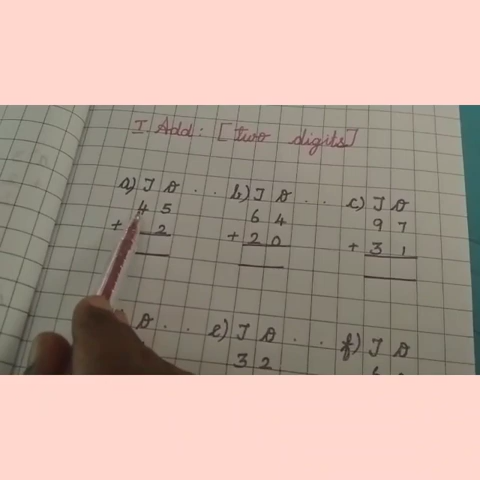 I Add: [two digits]
a) T O .. b) T O .. c) T O
4 5 6 4 9 7
+ 2 + 2 0 + 3 1
O .. e) T O .. f) T O
3 2